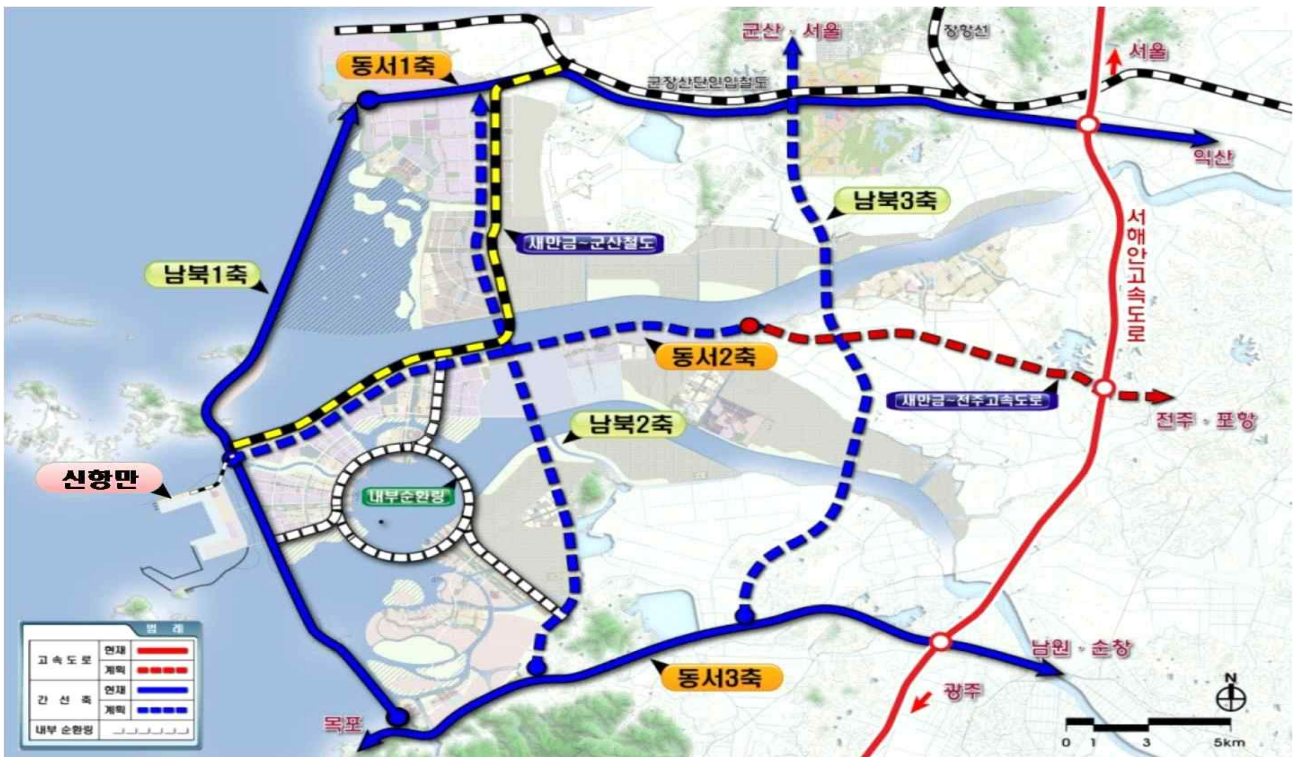 군산 · 서울
장항선
서울
동서1축
군장산단인입철도
익산
남북3축
새만금~군산철도
서해안고속도로
남북1축
동서2축
새만금~전주고속도로
전주 · 포항
남북2축
신항만
내부순환링
남원 · 순창
동서3축
광주
목포
범 례
고 속 도 로
현재
계획
간 선 축
현재
계획
내부 순환링
N
0 1 3 5km